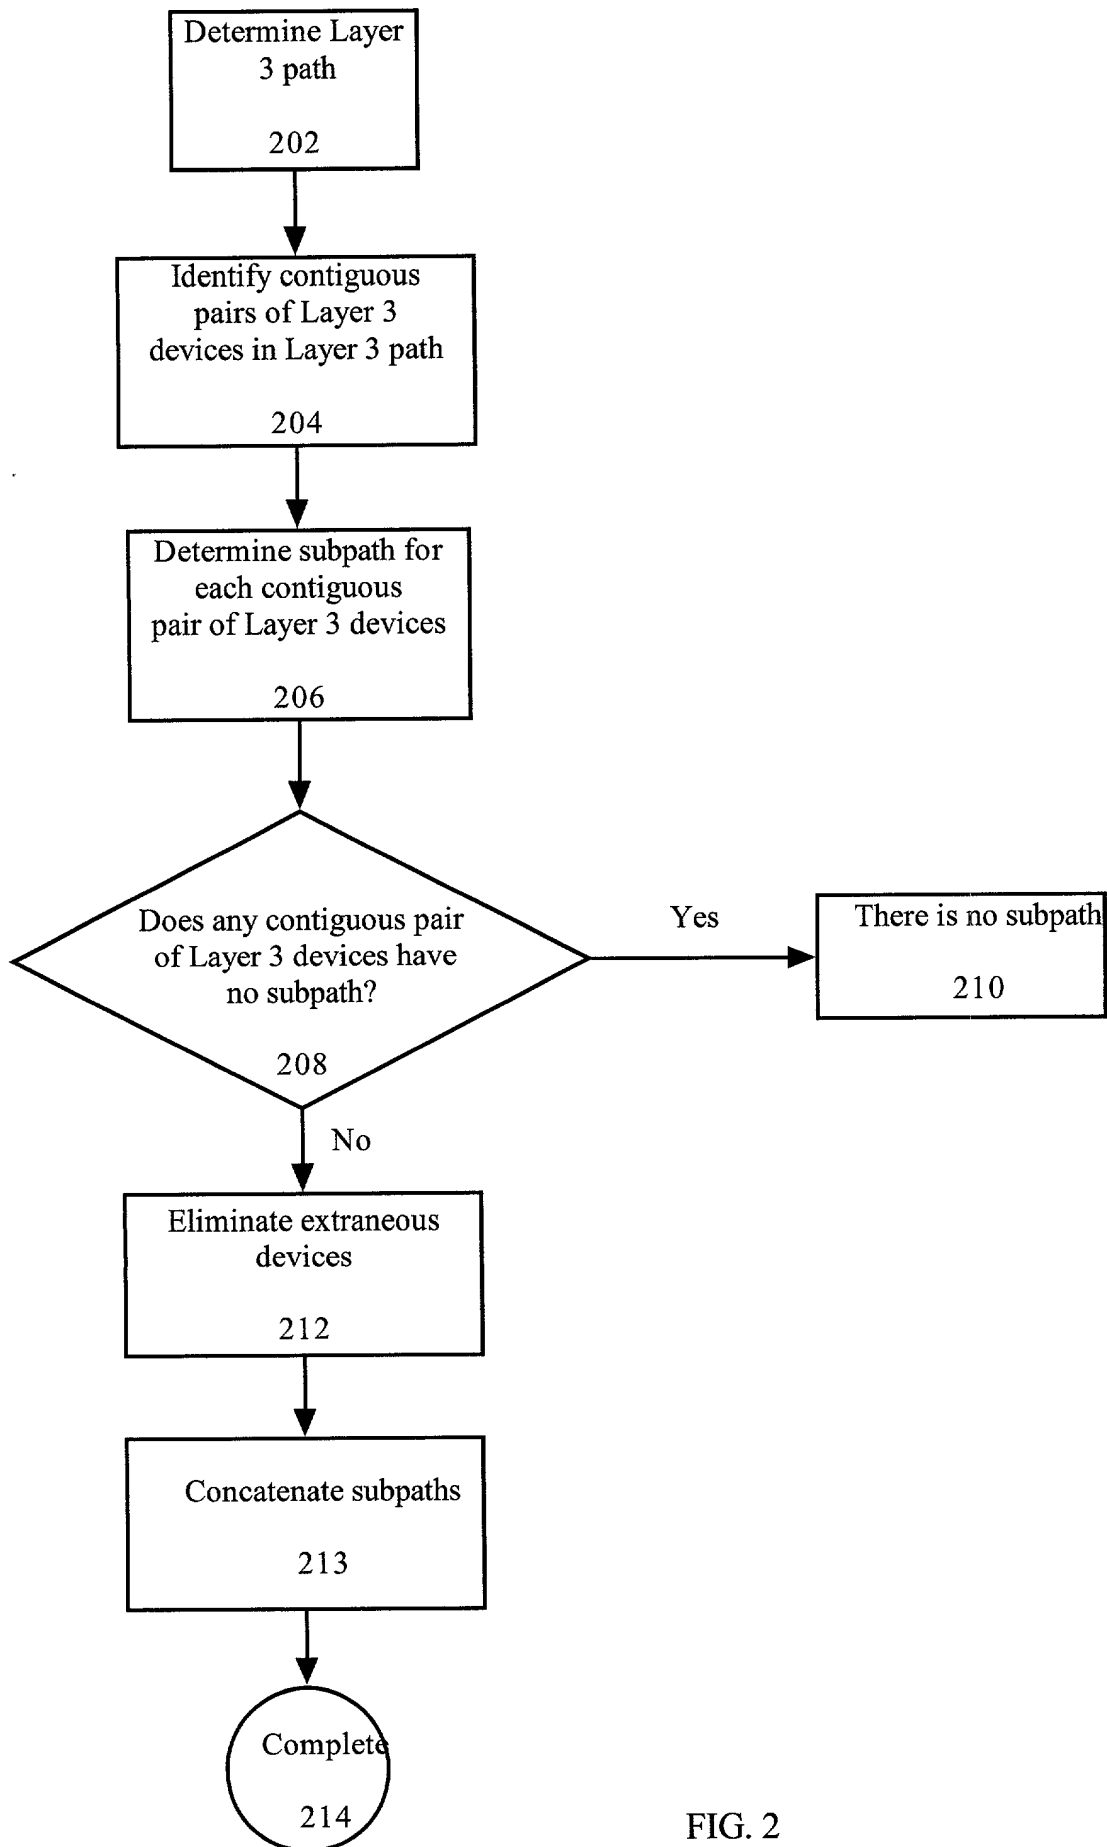 Determine Layer
3 path
202
Identify contiguous
pairs of Layer 3
devices in Layer 3 path
204
Determine subpath for
each contiguous
pair of Layer 3 devices
206
Does any contiguous pair
of Layer 3 devices have
no subpath?
208
Yes
There is no subpath
210
No
Eliminate extraneous
devices
212
Concatenate subpaths
213
Complete
214
FIG. 2